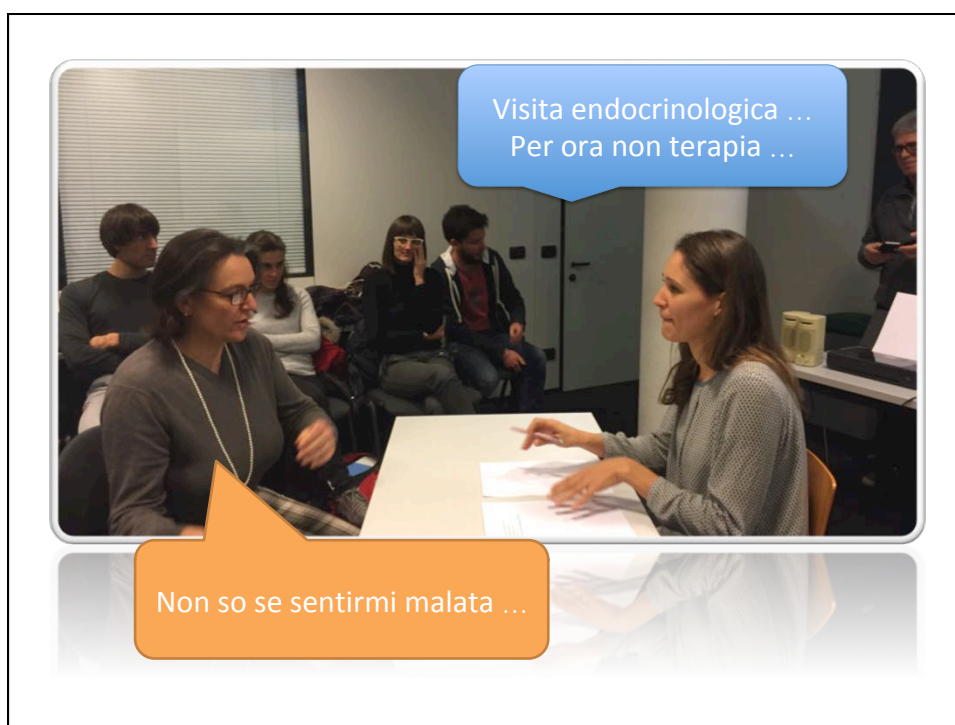 Visita endocrinologica …
Per ora non terapia …
Non so se sentirmi malata …